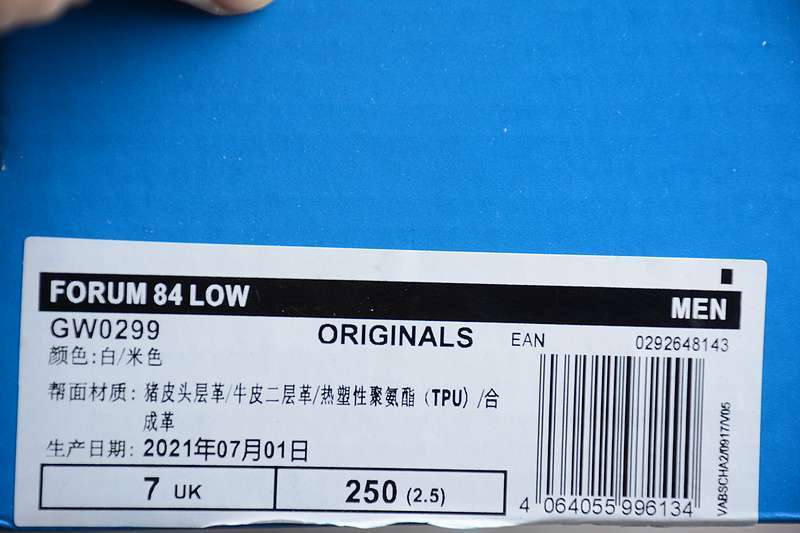 FORUM 84 LOW
MEN
GW0299
ORIGINALS
EAN
0292648143
颜色:白/米色
帮面材质: 猪皮头层革/牛皮二层革/热塑性聚氨酯（TPU）/合
成革
生产日期: 2021年07月01日
7 UK
250 (2.5)
4 064055 996134
VABSCHA2/0917/V05